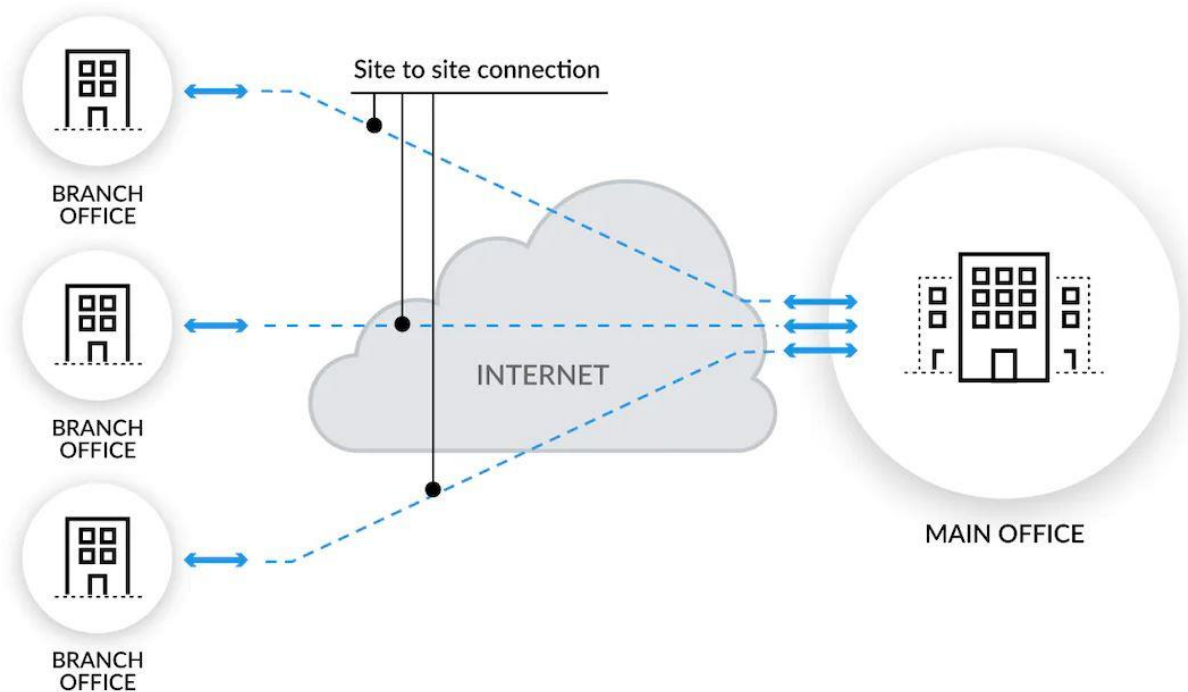 Site to site connection
BRANCH
OFFICE
BRANCH
OFFICE
INTERNET
MAIN OFFICE
BRANCH
OFFICE